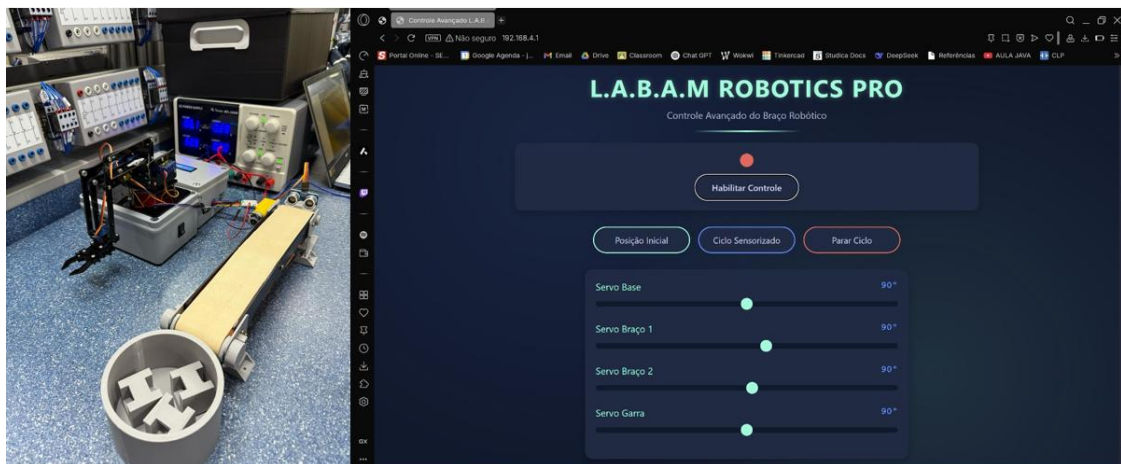 Controle Avançado L.A.B
VPN Não seguro 192.168.4.1
Portal Online - SE... Google Agenda - j... Email Drive Classroom Chat GPT Wokwi Tinkercad Studica Docs DeepSeek Referências AULA JAVA CLP
L.A.B.A.M ROBOTICS PRO
Controle Avançado do Braço Robótico
Habilitar Controle
Posição Inicial Ciclo Sensorizado Parar Ciclo
Servo Base 90°
Servo Braço 1 90°
Servo Braço 2 90°
Servo Garra 90°